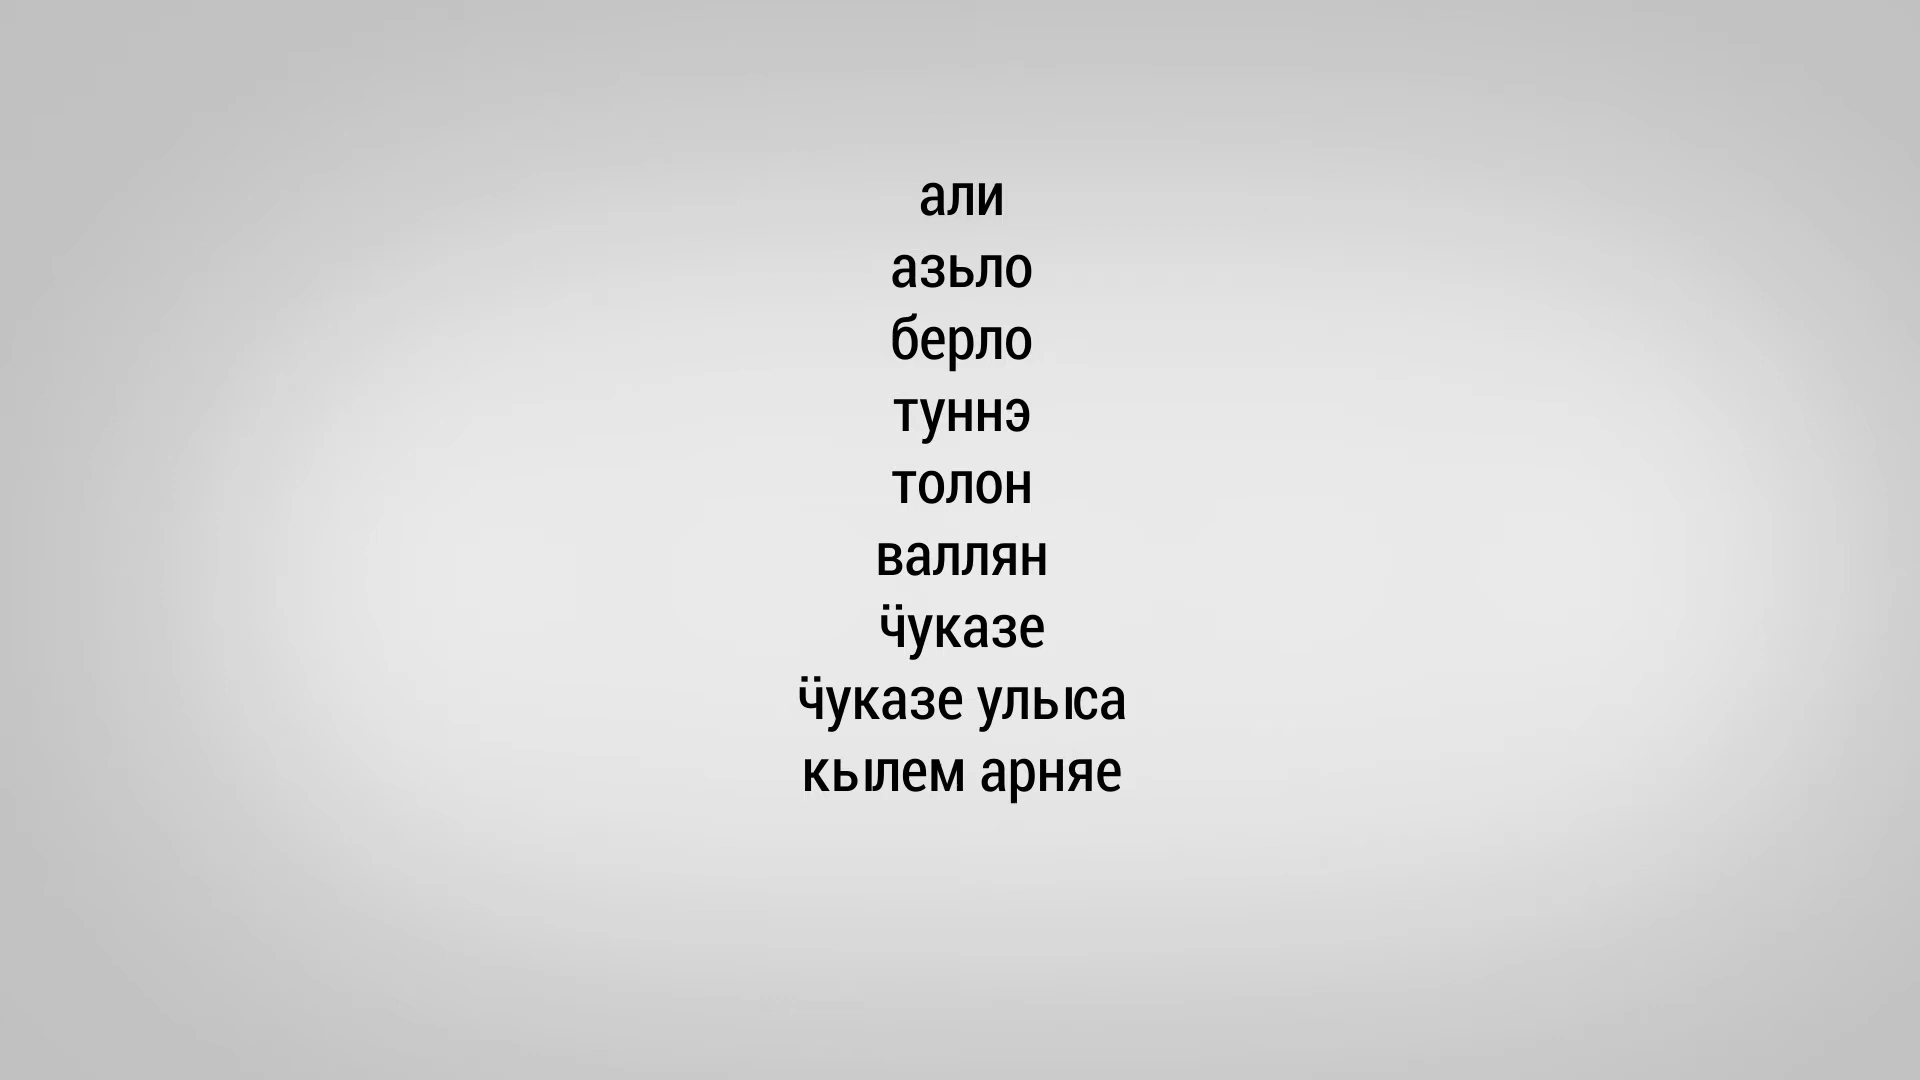 али
азьло
берло
туннэ
толон
валлян
ӵуказе
ӵуказе улыса
кылем арняе